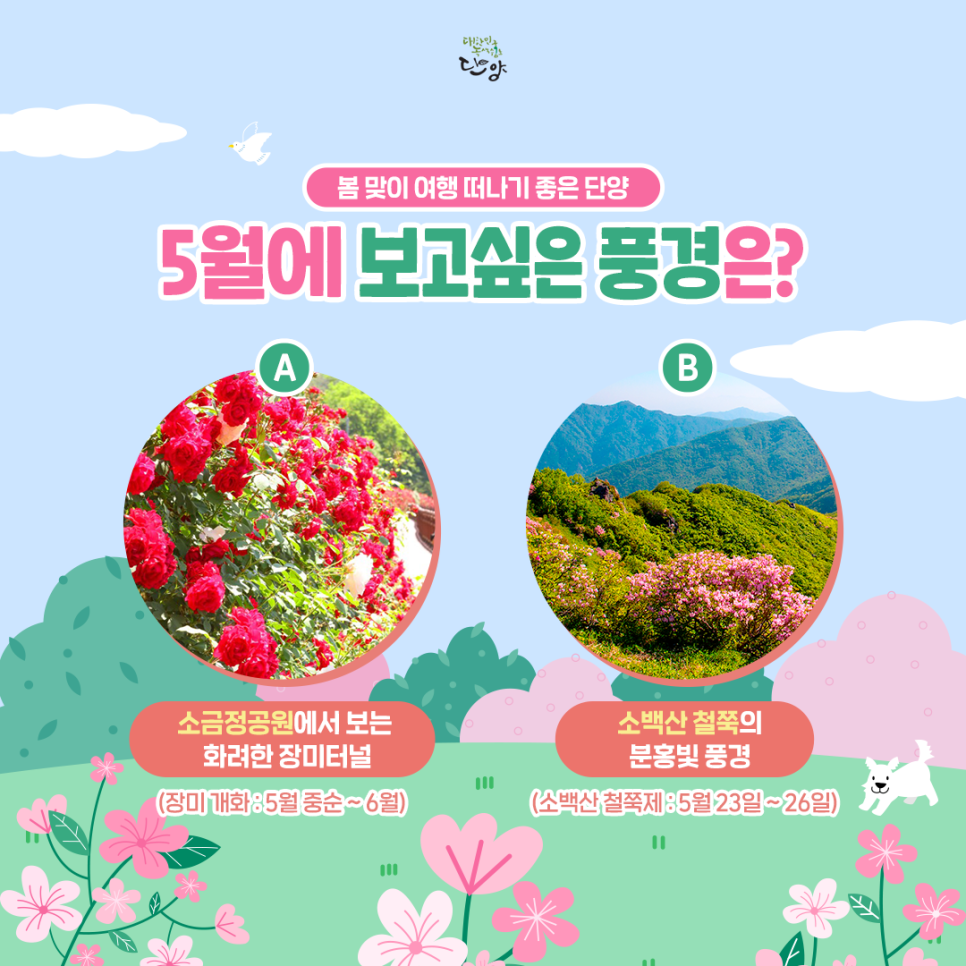 단양
봄 맞이 여행 떠나기 좋은 단양
5월에 보고싶은 풍경은?
A
B
소금정공원에서 보는
화려한 장미터널
(장미 개화 : 5월 중순 ~ 6월)
소백산 철쭉의
분홍빛 풍경
(소백산 철쭉제 : 5월 23일 ~ 26일)